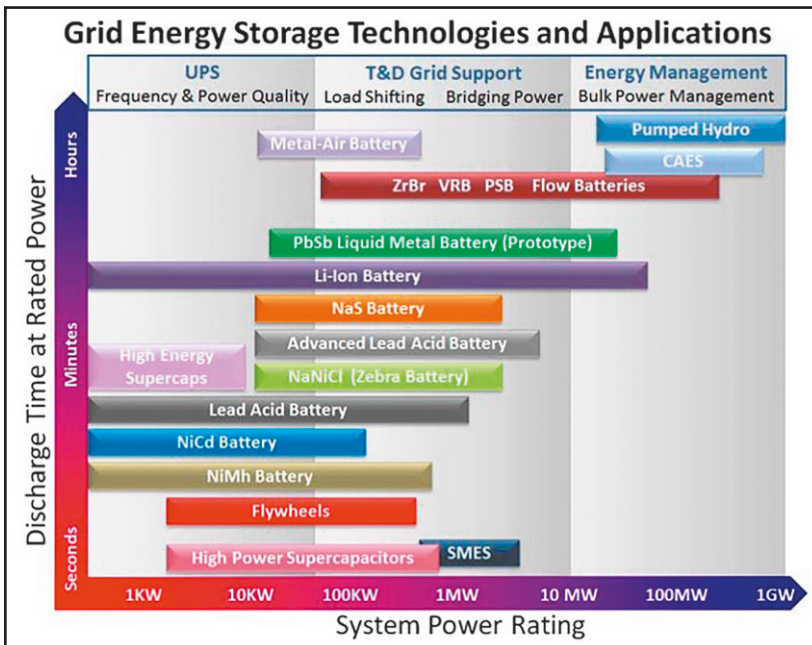 Grid Energy Storage Technologies and Applications
UPS
T&D Grid Support
Energy Management
Frequency & Power Quality
Load Shifting
Bridging Power
Bulk Power Management
Pumped Hydro
Metal-Air Battery
CAES
ZrBr VRB PSB Flow Batteries
PbSb Liquid Metal Battery (Prototype)
Li-Ion Battery
NaS Battery
Advanced Lead Acid Battery
High Energy
Supercaps
NaNiCl (Zebra Battery)
Lead Acid Battery
NiCd Battery
NiMh Battery
Flywheels
High Power Supercapacitors
SMES
Discharge Time at Rated Power
Hours
Minutes
Seconds
1KW
10KW
100KW
1MW
10 MW
100MW
1GW
System Power Rating